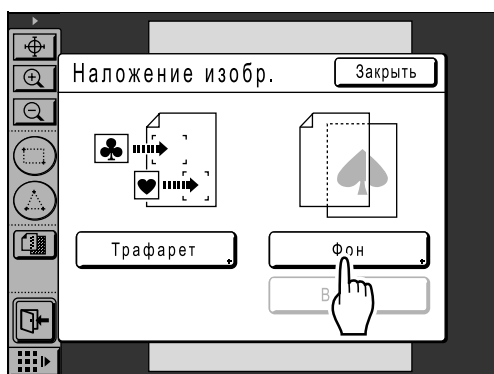 Наложение изобр.
Закрыть
Трафарет
Фон